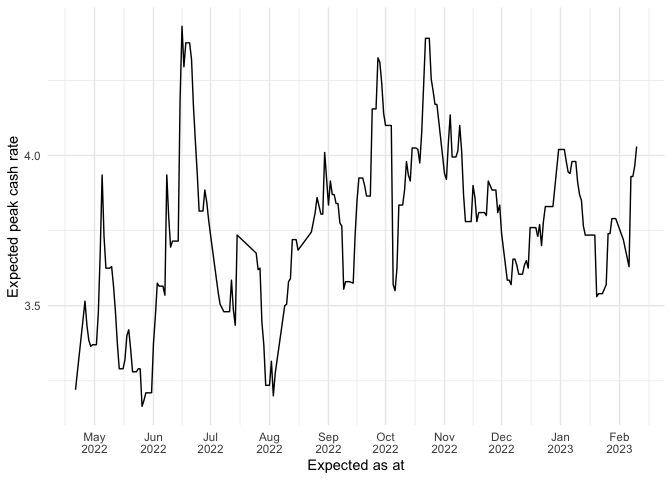 Expected peak cash rate
4.0
3.5
May Jun Jul Aug Sep Oct Nov Dec Jan Feb
2022 2022 2022 2022 2022 2022 2022 2022 2023 2023
Expected as at